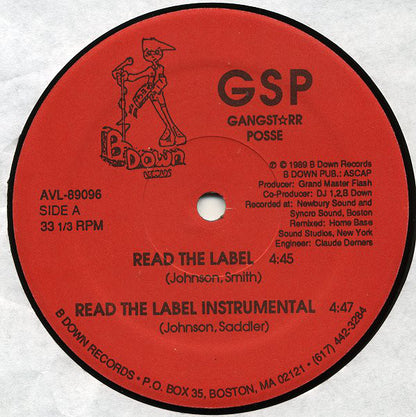 B DOWN
RECORDS
GSP
GANGST☆RR
POSSE
AVL-89096
SIDE A
33 1/3 RPM
℗ © 1989 B Down Records
B DOWN PUB.: ASCAP
Producer: Grand Master Flash
Co-Producer: DJ 1,2,B Down
Recorded at: Newbury Sound and
Syncro Sound, Boston
Remixed: Home Base
Sound Studios, New York
Engineer: Claude Demers
READ THE LABEL 4:45
(Johnson, Smith)
READ THE LABEL INSTRUMENTAL 4:47
(Johnson, Saddler)
B DOWN RECORDS • P.O. BOX 35, BOSTON, MA 02121 • (617) 442-3284